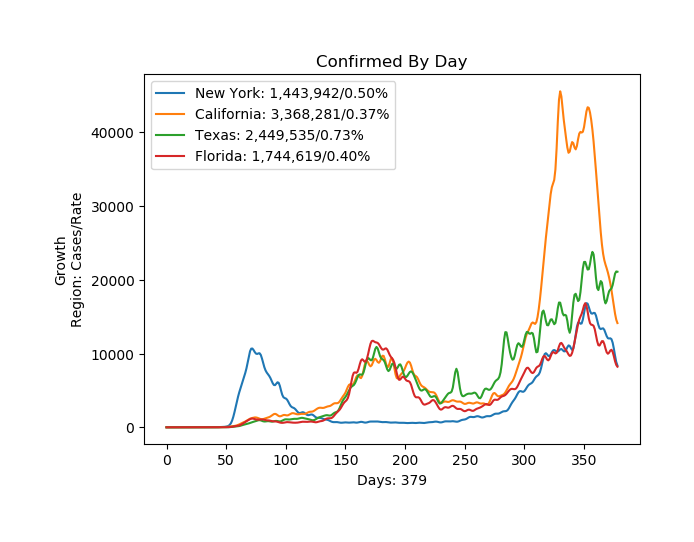 Confirmed By Day
New York: 1,443,942/0.50%
California: 3,368,281/0.37%
Texas: 2,449,535/0.73%
Florida: 1,744,619/0.40%
Growth
Region: Cases/Rate
40000
30000
20000
10000
0
0 50 100 150 200 250 300 350
Days: 379